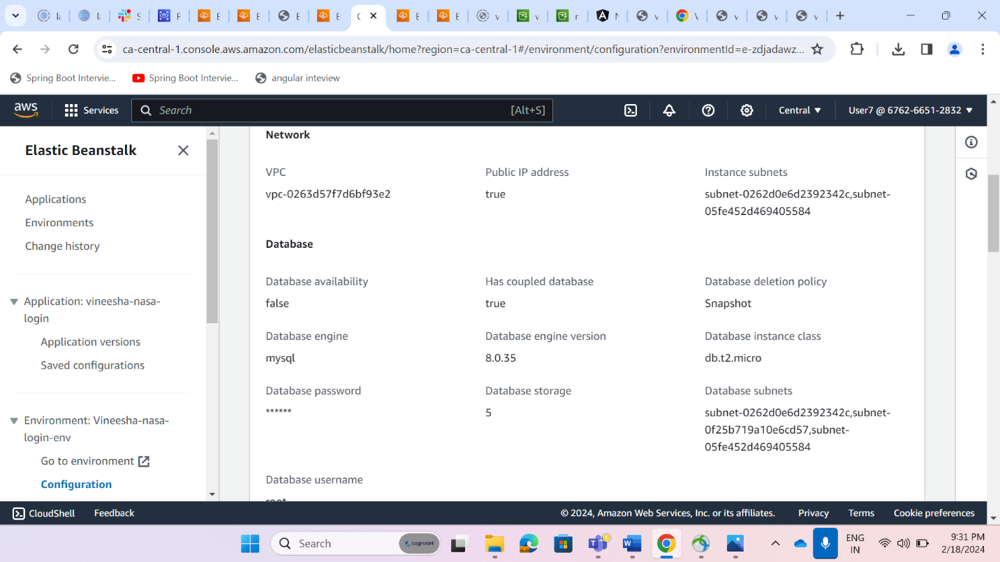 ca-central-1.console.aws.amazon.com/elasticbeanstalk/home?region=ca-central-1#/environment/configuration?environmentId=e-zdjadawz...
Spring Boot Intervie...
Spring Boot Intervie...
angular inteview
aws
Services
Search
[Alt+S]
Central
User7 @ 6762-6651-2832
Elastic Beanstalk
Applications
Environments
Change history
Application: vineesha-nasa-
login
Application versions
Saved configurations
Environment: Vineesha-nasa-
login-env
Go to environment
Configuration
Network
VPC
vpc-0263d57f7d6bf93e2
Public IP address
true
Instance subnets
subnet-0262d0e6d2392342c,subnet-
05fe452d469405584
Database
Database availability
false
Has coupled database
true
Database deletion policy
Snapshot
Database engine
mysql
Database engine version
8.0.35
Database instance class
db.t2.micro
Database password
******
Database storage
5
Database subnets
subnet-0262d0e6d2392342c,subnet-
0f25b719a10e6cd57,subnet-
05fe452d469405584
Database username
root
CloudShell
Feedback
© 2024, Amazon Web Services, Inc. or its affiliates.
Privacy
Terms
Cookie preferences
Search
cognizant
ENG
IN
9:31 PM
2/18/2024